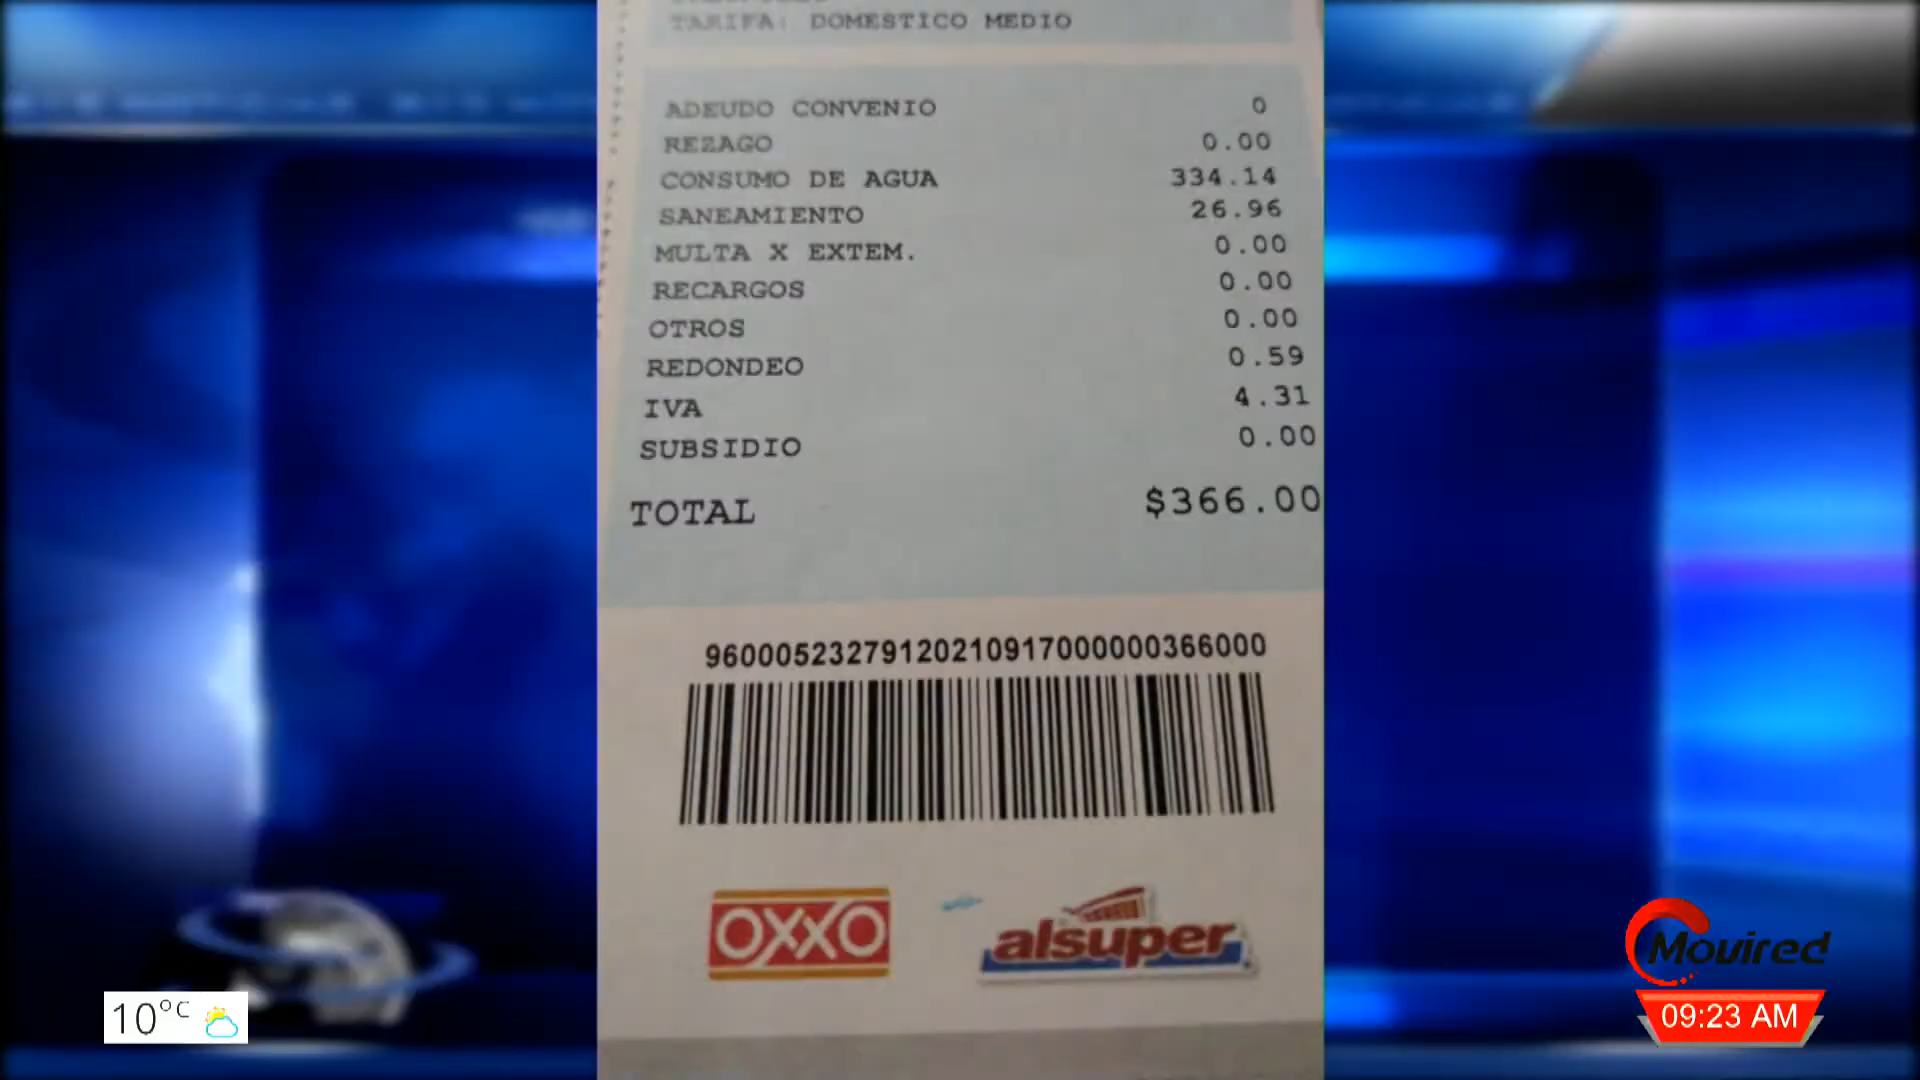 TARIFA: DOMESTICO MEDIO
ADEUDO CONVENIO 0
REZAGO 0.00
CONSUMO DE AGUA 334.14
SANEAMIENTO 26.96
MULTA X EXTEM. 0.00
RECARGOS 0.00
OTROS 0.00
REDONDEO 0.59
IVA 4.31
SUBSIDIO 0.00
TOTAL $366.00
96000523279120210917000000366000
OXXO
alsuper
Movired
10°C
09:23 AM